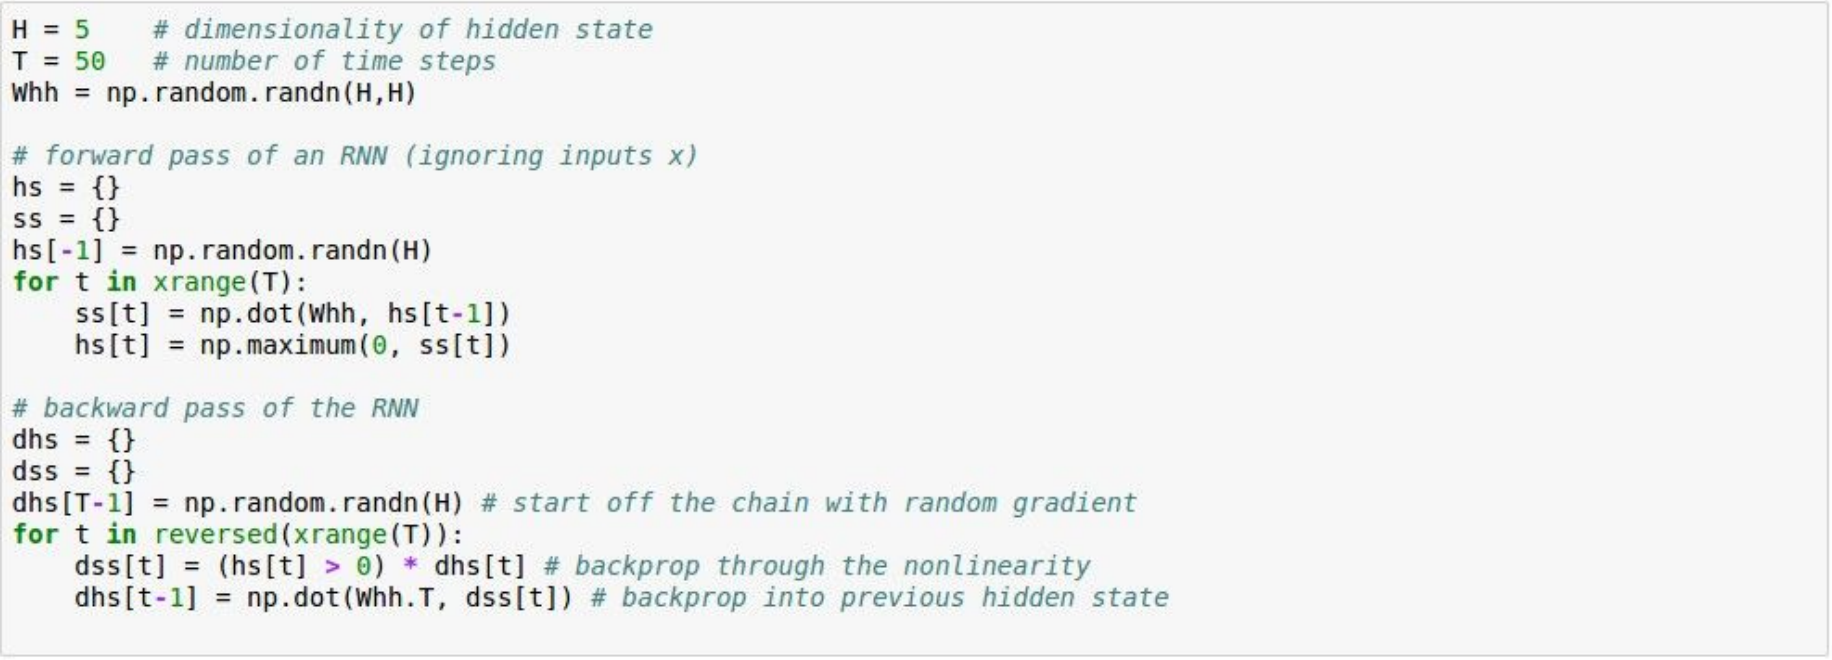 H = 5    # dimensionality of hidden state
T = 50   # number of time steps
Whh = np.random.randn(H,H)

# forward pass of an RNN (ignoring inputs x)
hs = {}
ss = {}
hs[-1] = np.random.randn(H)
for t in xrange(T):
    ss[t] = np.dot(Whh, hs[t-1])
    hs[t] = np.maximum(0, ss[t])

# backward pass of the RNN
dhs = {}
dss = {}
dhs[T-1] = np.random.randn(H) # start off the chain with random gradient
for t in reversed(xrange(T)):
    dss[t] = (hs[t] > 0) * dhs[t] # backprop through the nonlinearity
    dhs[t-1] = np.dot(Whh.T, dss[t]) # backprop into previous hidden state